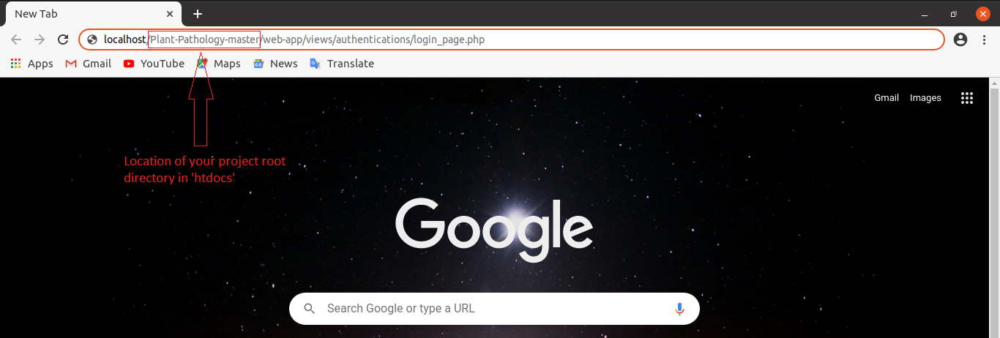 New Tab
localhost/Plant-Pathology-master/web-app/views/authentications/login_page.php
Apps Gmail YouTube Maps News Translate
Gmail Images
Location of your project root
directory in 'htdocs'
Google
Search Google or type a URL